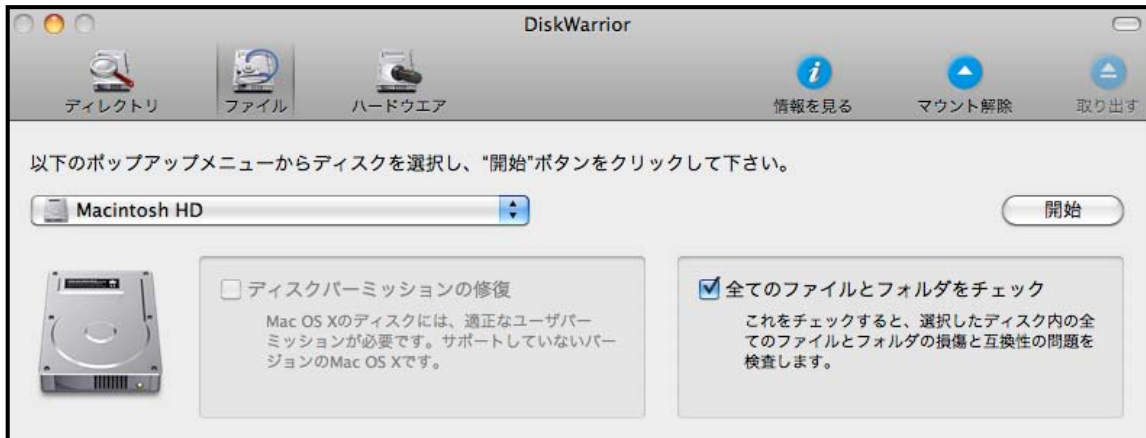 DiskWarrior
ディレクトリ
ファイル
ハードウエア
情報を見る
マウント解除
取り出す
以下のポップアップメニューからディスクを選択し、“開始”ボタンをクリックして下さい。
Macintosh HD
開始
ディスクパーミッションの修復
Mac OS Xのディスクには、適正なユーザパー
ミッションが必要です。サポートしていないバー
ジョンのMac OS Xです。
全てのファイルとフォルダをチェック
これをチェックすると、選択したディスク内の全
てのファイルとフォルダの損傷と互換性の問題を
検査します。